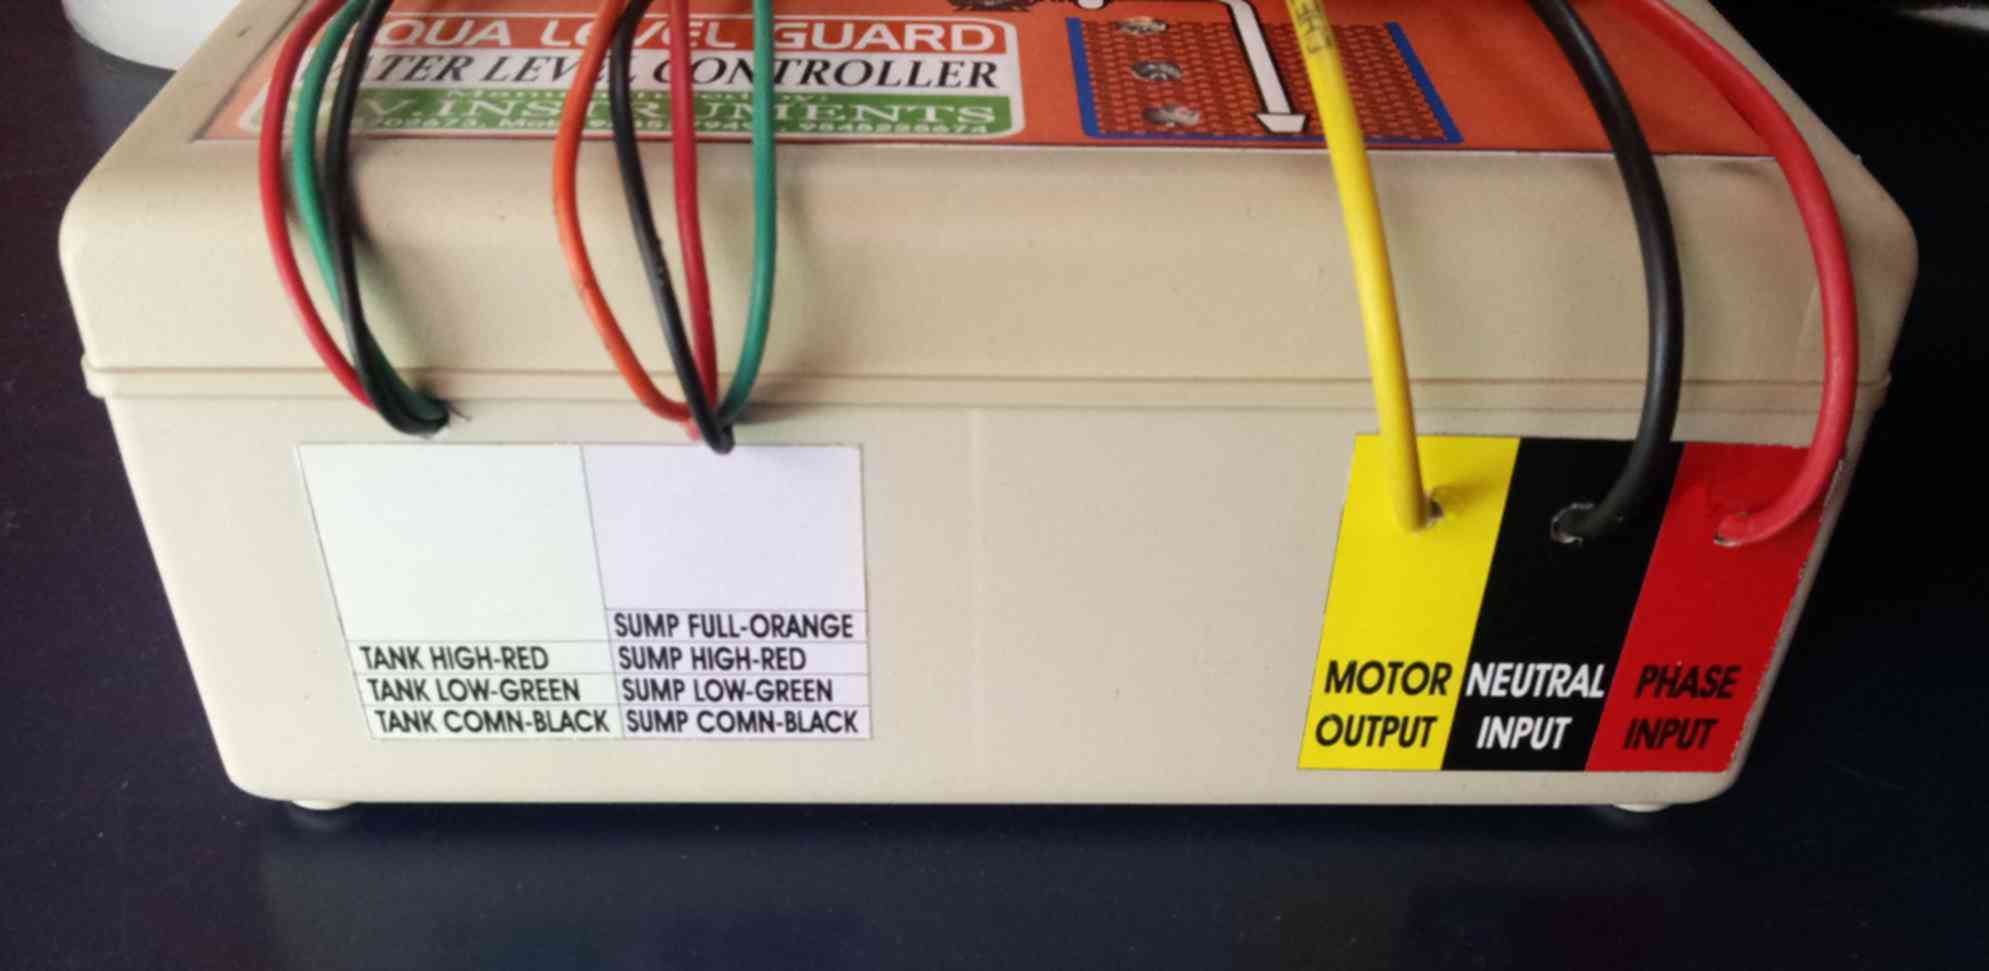 QUA LEVEL GUARD
ATER LEVEL CONTROLLER
V.INSTRUMENTS
SUMP FULL-ORANGE
TANK HIGH-RED SUMP HIGH-RED
TANK LOW-GREEN SUMP LOW-GREEN
TANK COMN-BLACK SUMP COMN-BLACK
MOTOR OUTPUT
NEUTRAL INPUT
PHASE INPUT